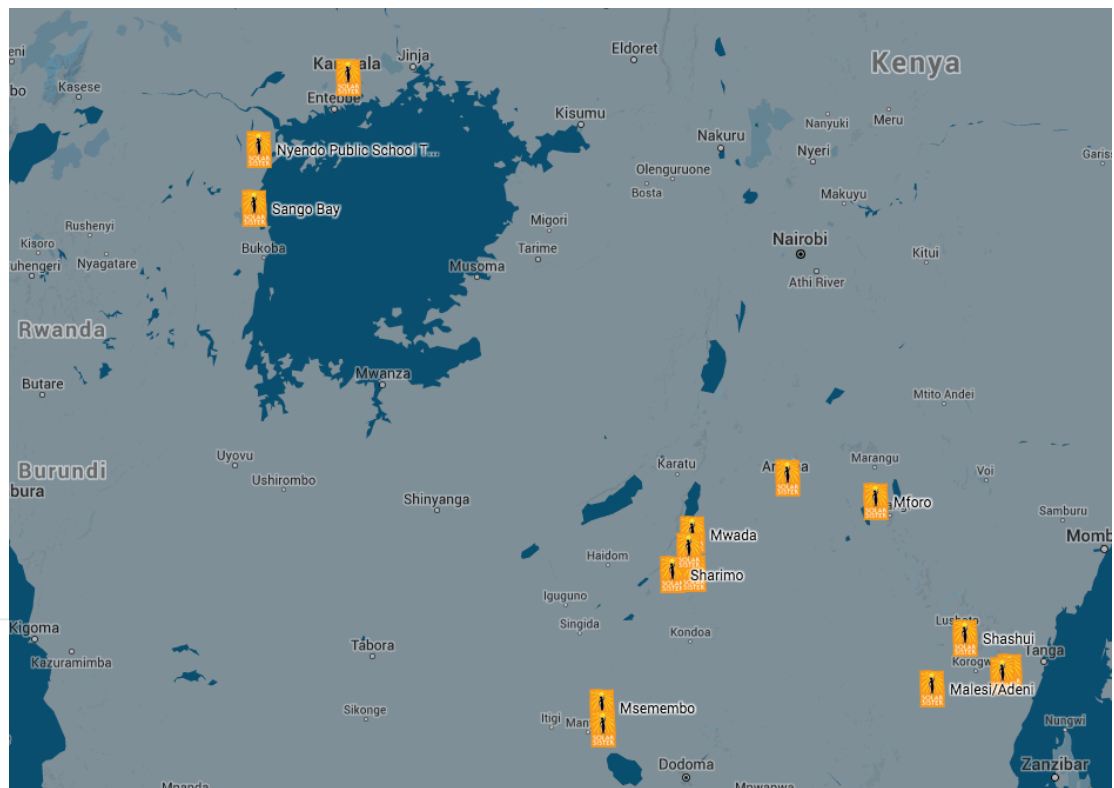 Jinja
Eldoret
Kenya
Kasese
Entebbe
Kisumu
Nanyuki
Meru
Nakuru
Nyeri
Nyendo Public School T...
Olenguruone
Bosta
Makuyu
Sango Bay
Migori
Rushenyi
Kisoro
Nyagatare
Bukoba
Tarime
Nairobi
Kitui
Musoma
Athi River
Rwanda
Mwanza
Butare
Mtito Andei
Uyovu
Karatu
Marangu
Burundi
Voi
Ushirombo
Shinyanga
Mforo
Samburu
Mwada
Haidom
Sharimo
Iguguno
Singida
Kondoa
Kigoma
Tabora
Kazuramimba
Shashui
Tanga
Malesi/Adeni
Msemembo
Sikonge
Itigi
Nungwi
Dodoma
Zanzibar
SOLAR
SISTER